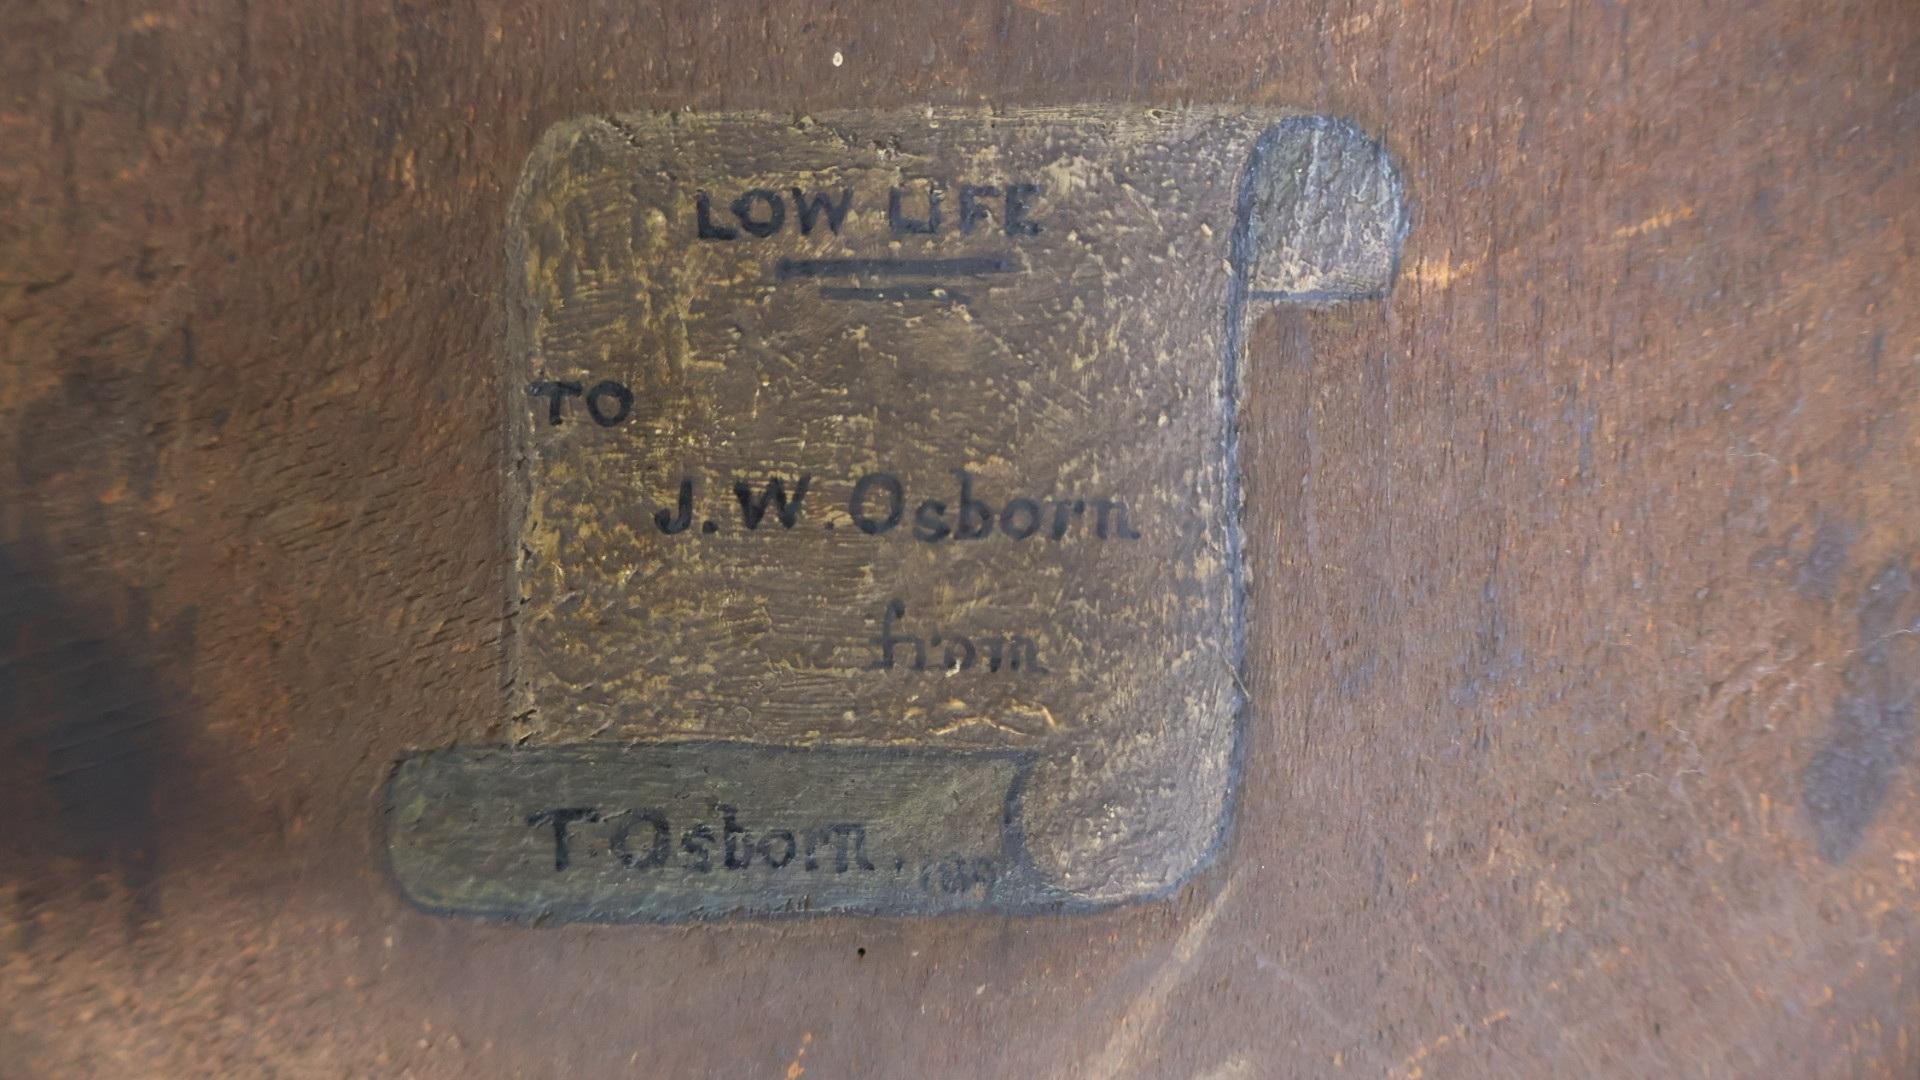 LOW LIFE
TO
J.W. Osborn
from
T. Osborn.